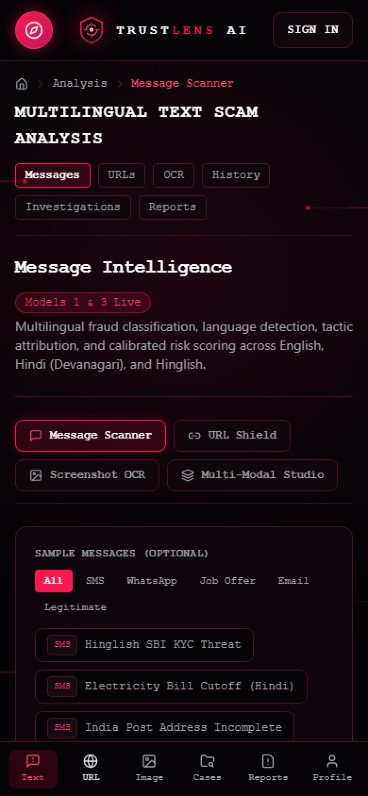 TRUSTLENS AI
SIGN IN
Analysis > Message Scanner
MULTILINGUAL TEXT SCAM
ANALYSIS
Messages URLs OCR History
Investigations Reports
Message Intelligence
Models 1 & 3 Live
Multilingual fraud classification, language detection, tactic
attribution, and calibrated risk scoring across English,
Hindi (Devanagari), and Hinglish.
Message Scanner URL Shield
Screenshot OCR Multi-Modal Studio
SAMPLE MESSAGES (OPTIONAL)
All SMS WhatsApp Job Offer Email
Legitimate
SMS Hinglish SBI KYC Threat
SMS Electricity Bill Cutoff (Hindi)
SMS India Post Address Incomplete
Text URL Image Cases Reports Profile